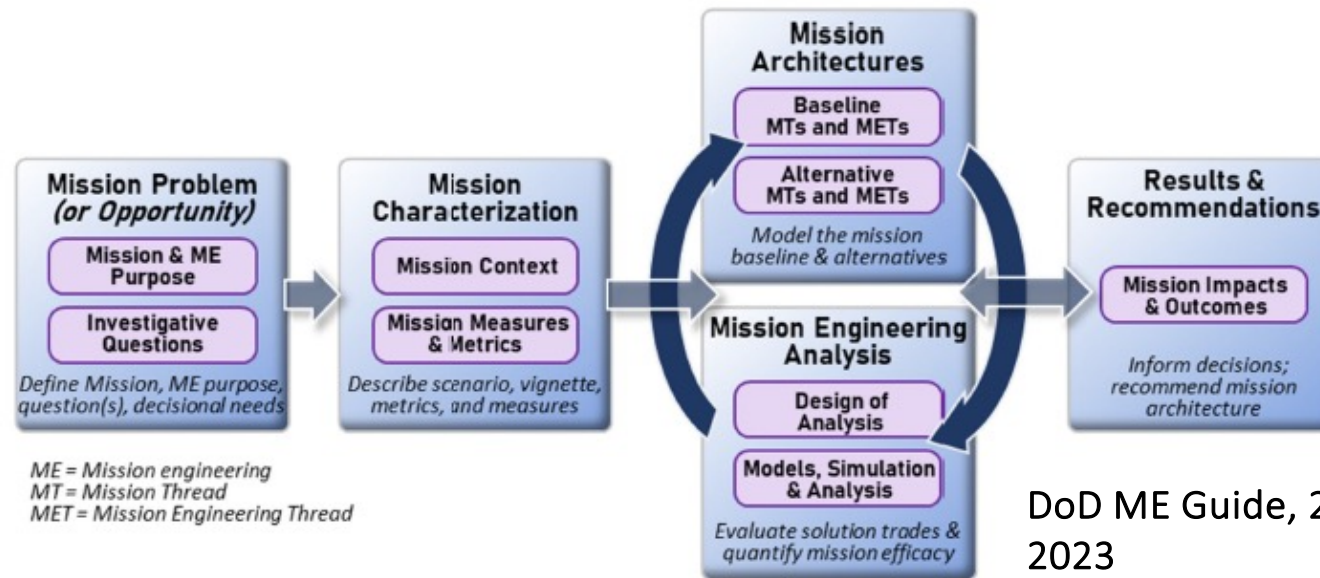 Mission Problem
(or Opportunity)
Mission & ME
Purpose
Investigative
Questions
Define Mission, ME purpose,
question(s), decisional needs
Mission
Characterization
Mission Context
Mission Measures
& Metrics
Describe scenario, vignette,
metrics, and measures
Mission
Architectures
Baseline
MTs and METs
Alternative
MTs and METs
Model the mission
baseline & alternatives
Mission Engineering
Analysis
Design of
Analysis
Models, Simulation
& Analysis
Evaluate solution trades &
quantify mission efficacy
Results &
Recommendations
Mission Impacts
& Outcomes
Inform decisions;
recommend mission
architecture
ME = Mission engineering
MT = Mission Thread
MET = Mission Engineering Thread
DoD ME Guide, 2
2023